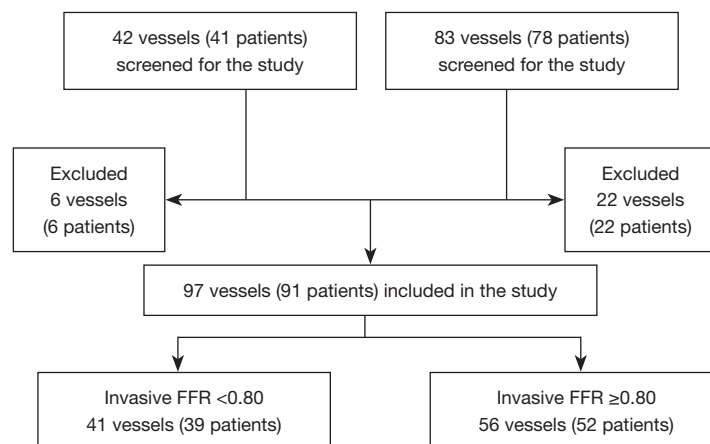 42 vessels (41 patients)
screened for the study
83 vessels (78 patients)
screened for the study
Excluded
6 vessels
(6 patients)
Excluded
22 vessels
(22 patients)
97 vessels (91 patients) included in the study
Invasive FFR <0.80
41 vessels (39 patients)
Invasive FFR ≥0.80
56 vessels (52 patients)